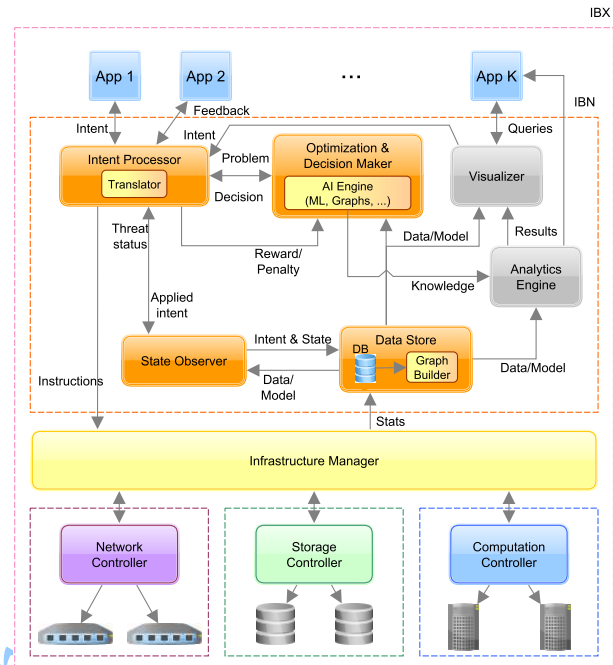 IBX
App 1
App 2
...
App K
IBN
Feedback
Intent
Intent
Queries
Intent Processor
Translator
Problem
Decision
Optimization &
Decision Maker
AI Engine
(ML, Graphs, ...)
Visualizer
Threat
status
Reward/
Penalty
Data/Model
Results
Knowledge
Analytics
Engine
Applied
intent
State Observer
Intent & State
Data/
Model
Data Store
DB
Graph
Builder
Data/Model
Instructions
Stats
Infrastructure Manager
Network
Controller
Storage
Controller
Computation
Controller